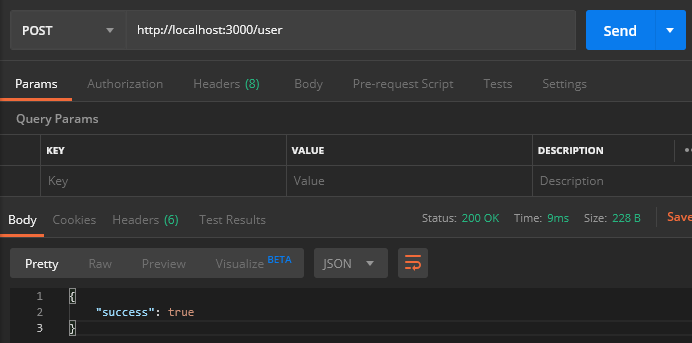 POST http://localhost:3000/user Send
Params Authorization Headers (8) Body Pre-request Script Tests Settings
Query Params
KEY VALUE DESCRIPTION
Key Value Description
Body Cookies Headers (6) Test Results Status: 200 OK Time: 9ms Size: 228 B Save
Pretty Raw Preview Visualize BETA JSON
1 {
2 "success": true
3 }